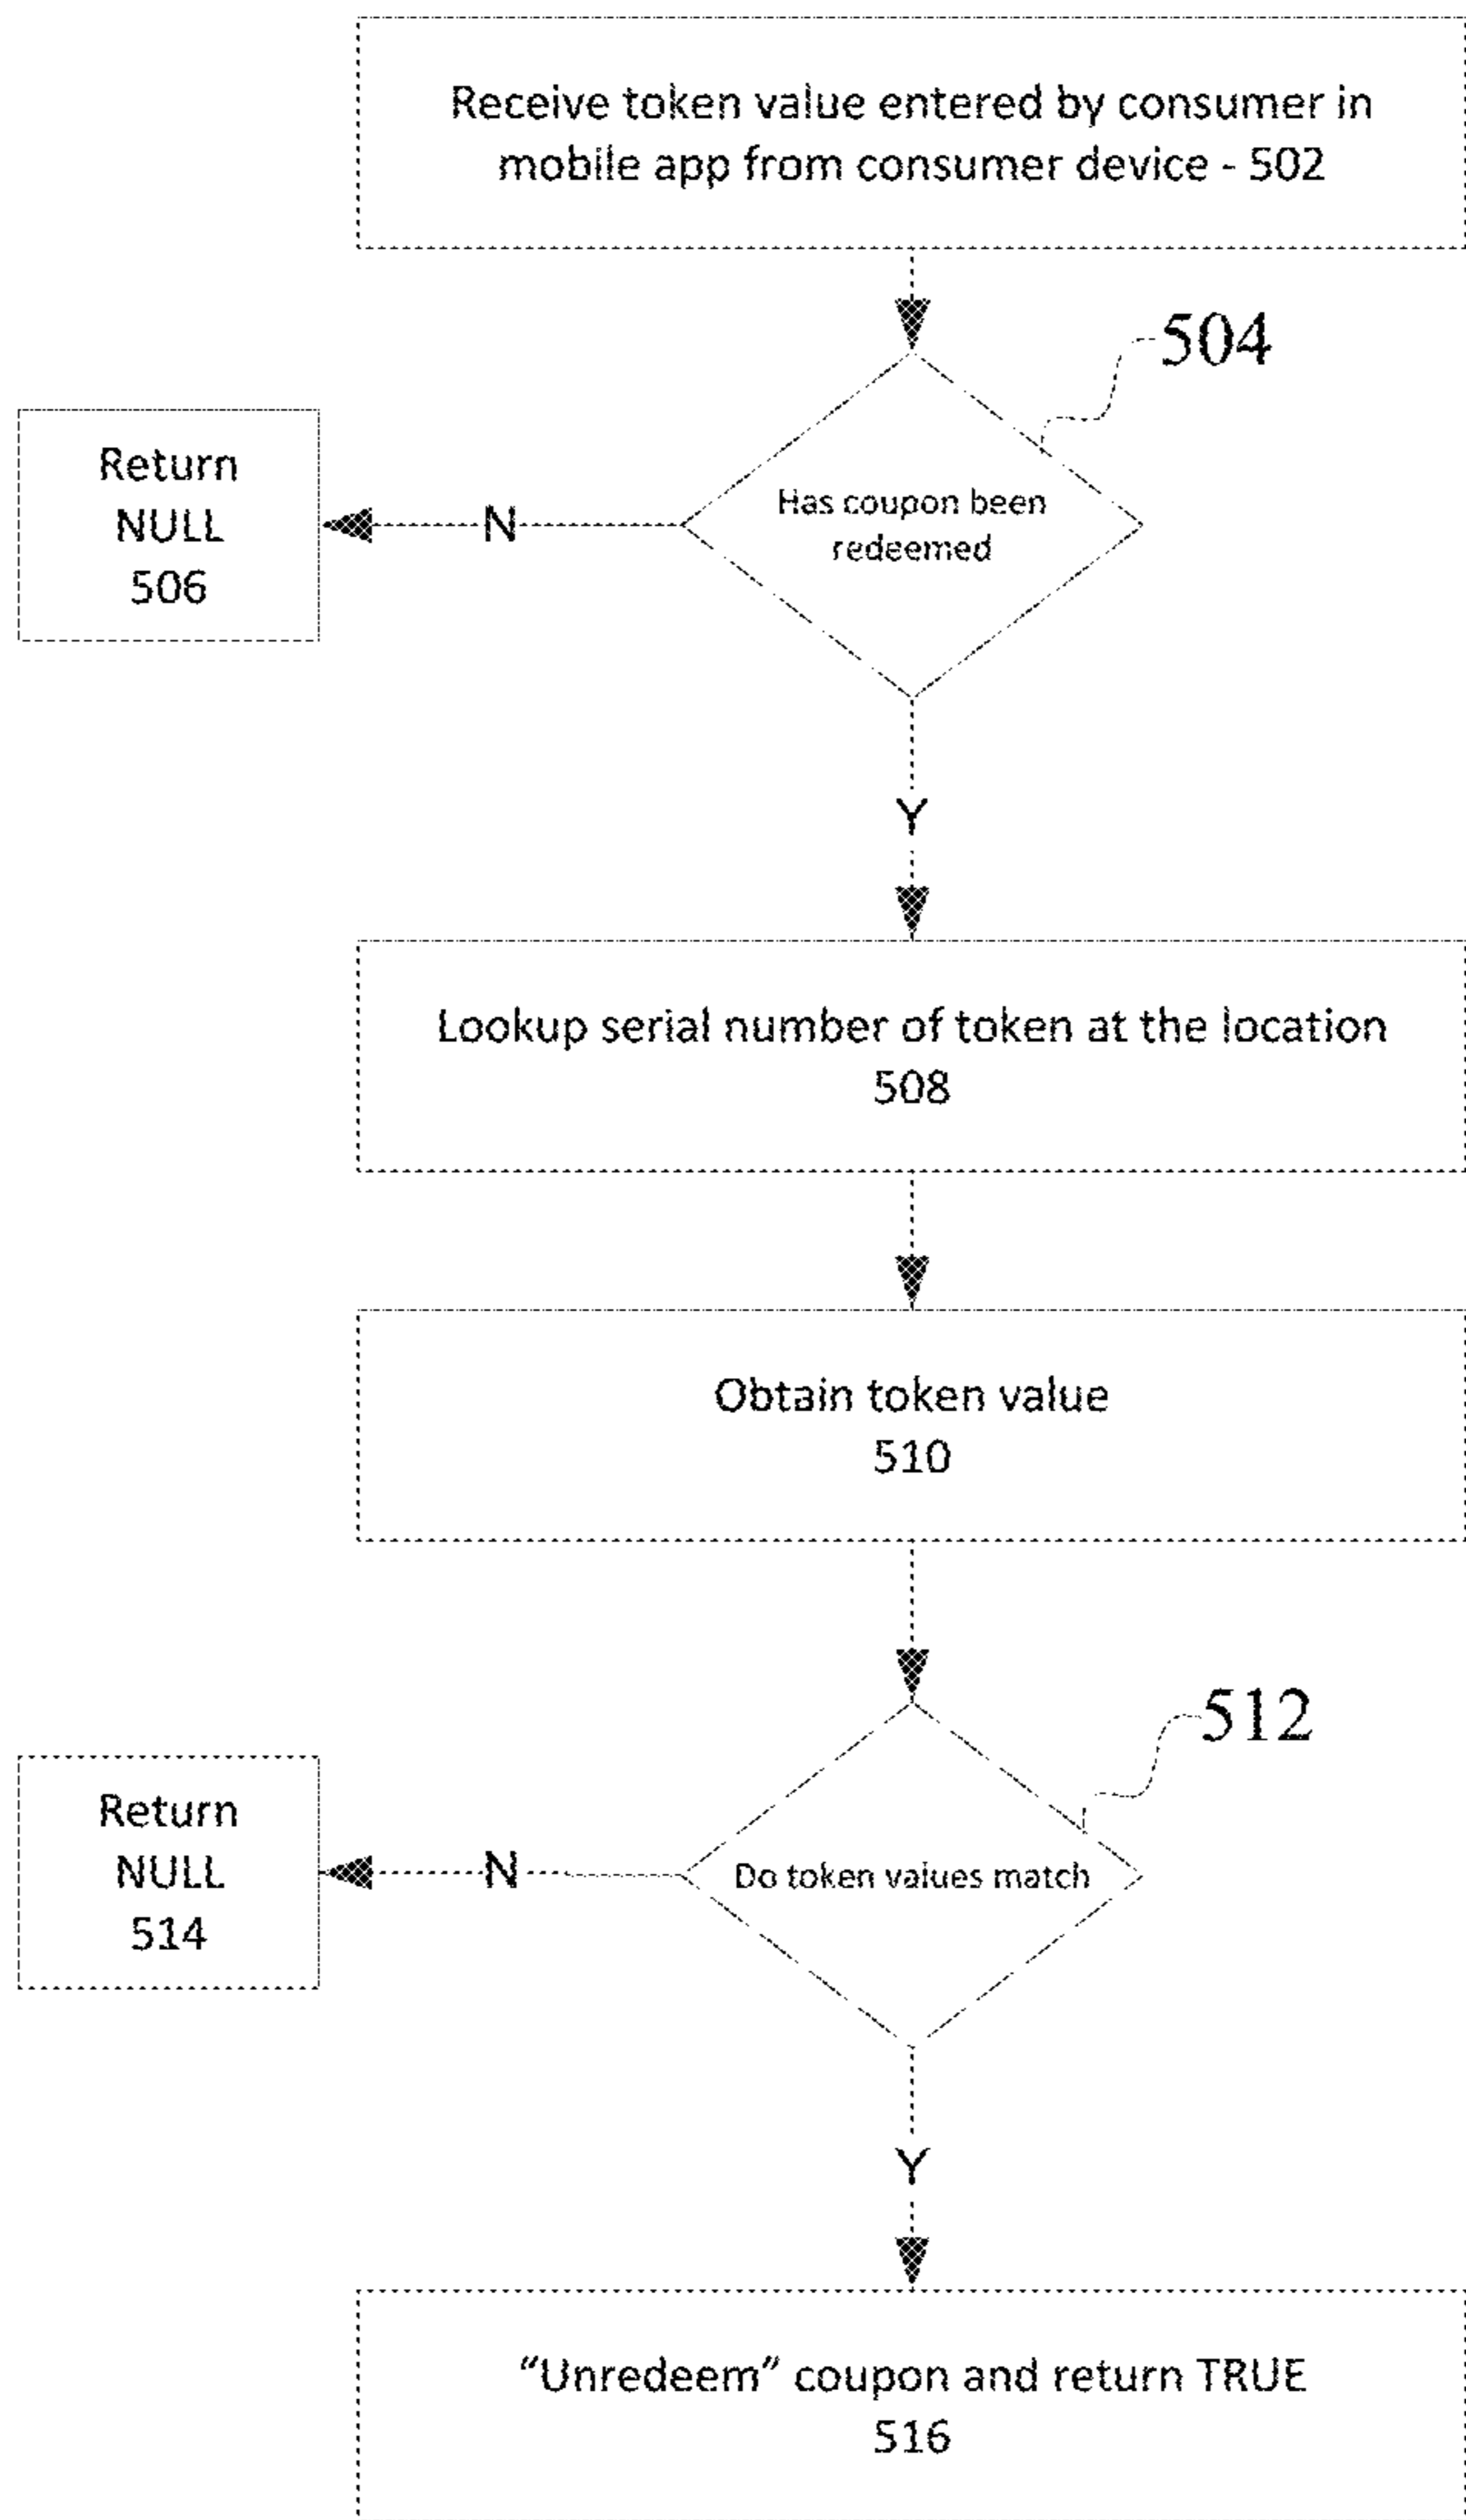 Receive token value entered by consumer in
mobile app from consumer device - 502
504
Has coupon been
redeemed
N
Return
NULL
506
Y
Lookup serial number of token at the location
508
Obtain token value
510
512
Do token values match
N
Return
NULL
514
Y
“Unredeem” coupon and return TRUE
516